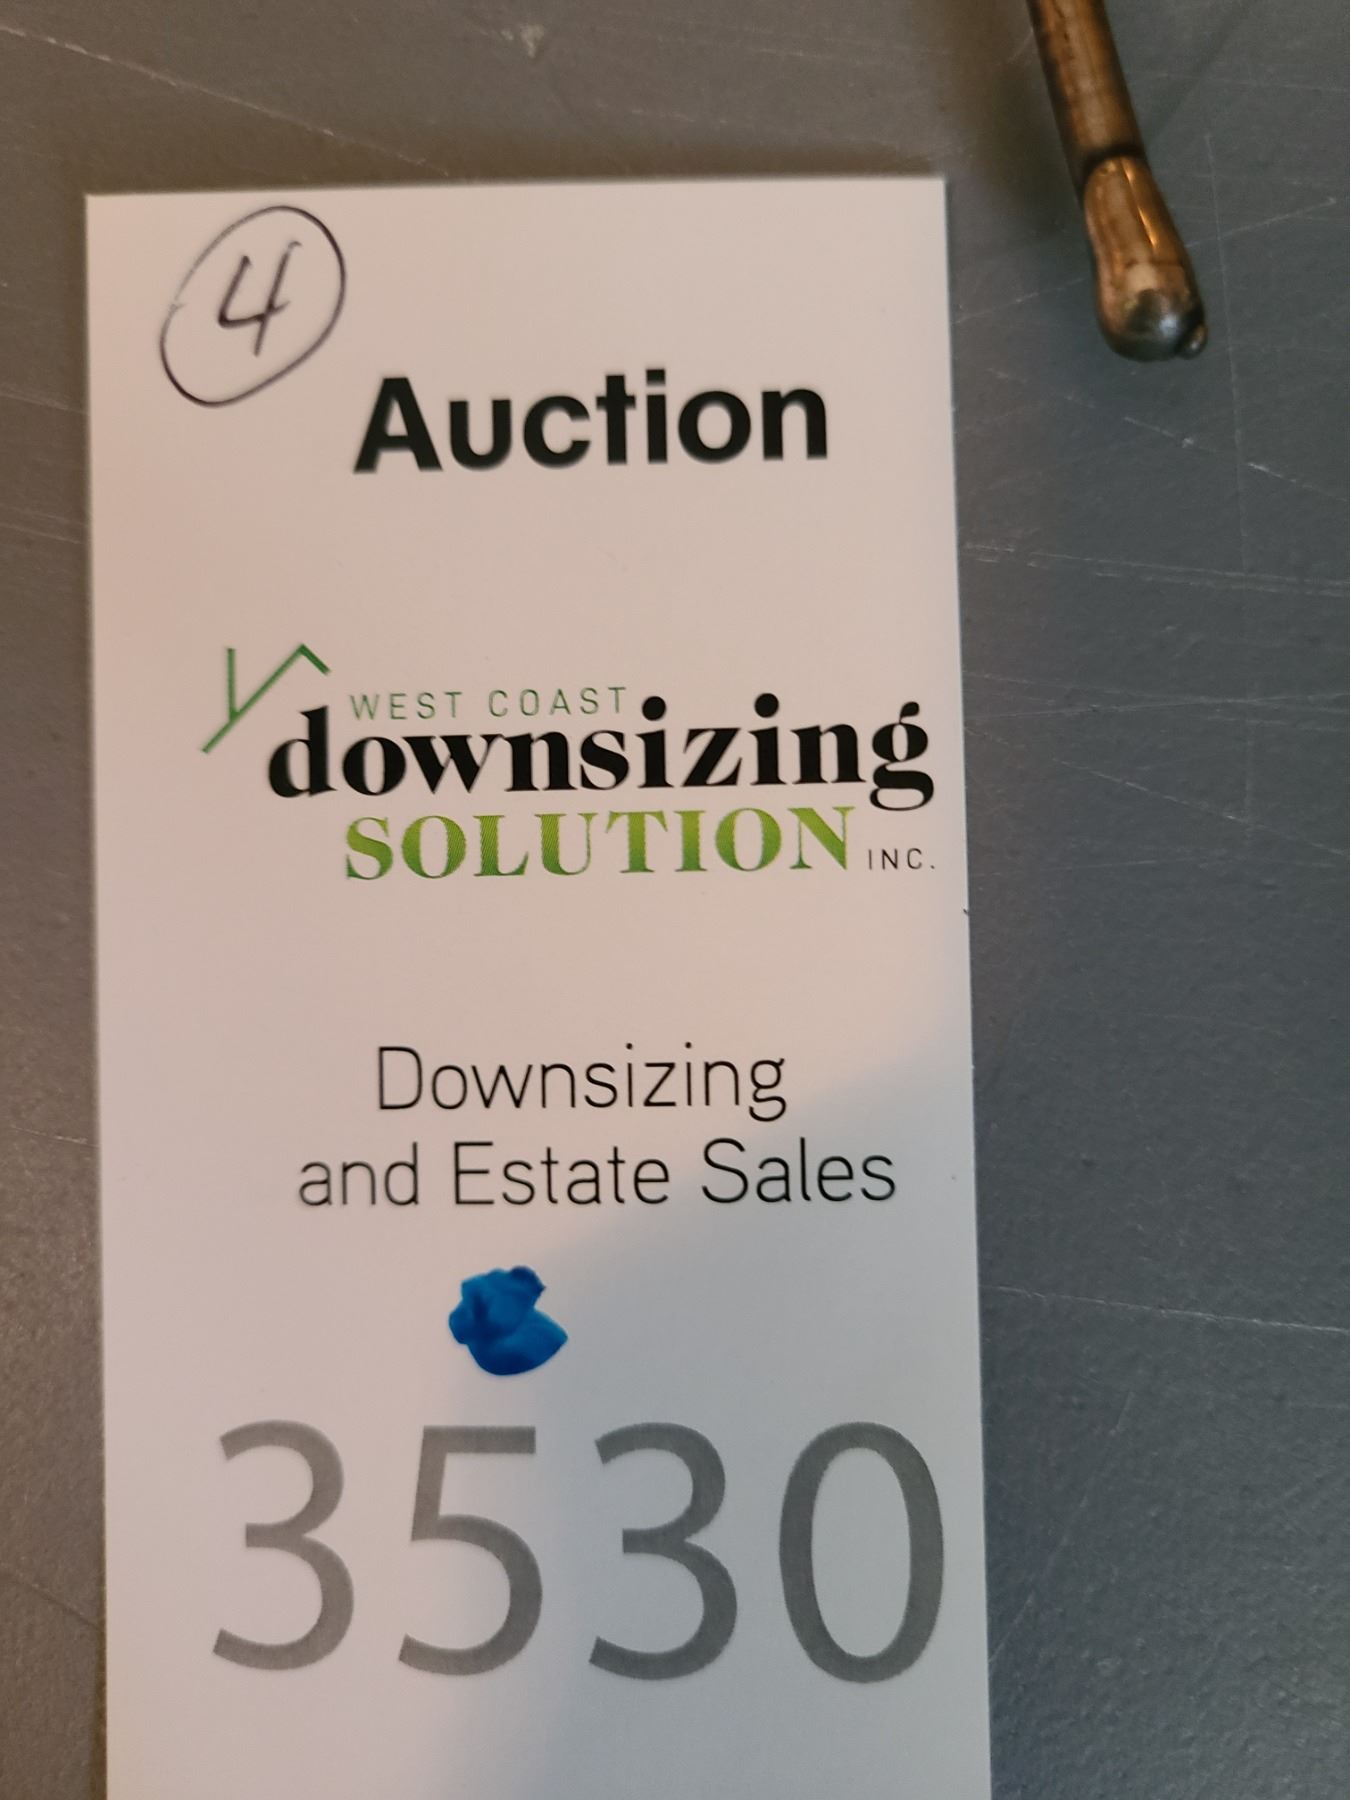 4
Auction
WEST COAST
downsizing
SOLUTION INC.
Downsizing
and Estate Sales
3530